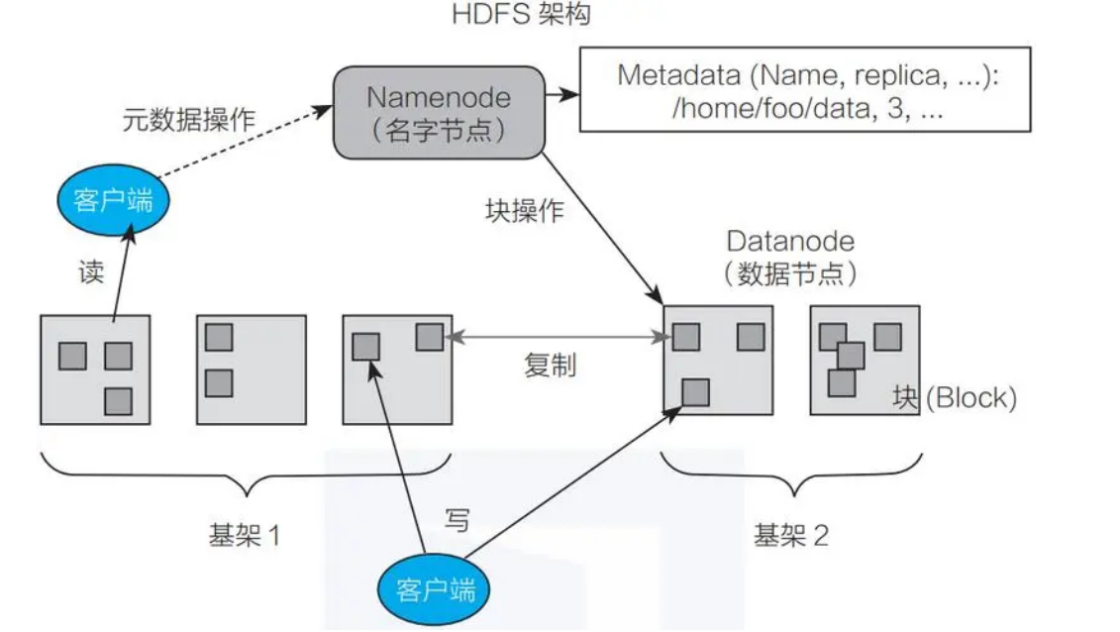 HDFS 架构
Metadata (Name, replica, ...):
/home/foo/data, 3, ...
Namenode
（名字节点）
元数据操作
客户端
块操作
读
Datanode
（数据节点）
复制
块 (Block)
写
基架 1
基架 2
客户端